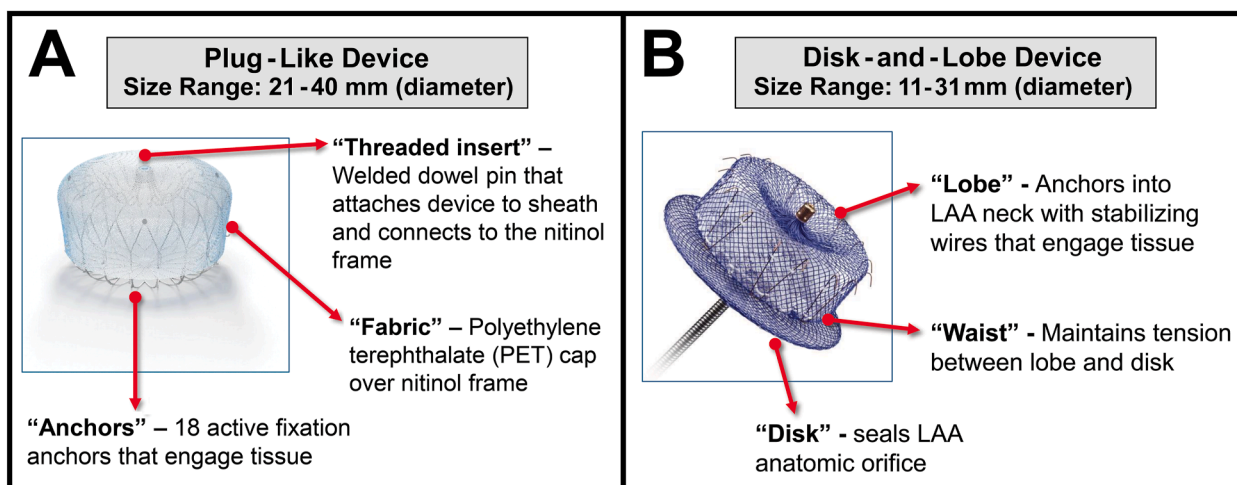 A
Plug-Like Device
Size Range: 21-40 mm (diameter)
“Threaded insert” –
Welded dowel pin that
attaches device to sheath
and connects to the nitinol
frame
“Fabric” – Polyethylene
terephthalate (PET) cap
over nitinol frame
“Anchors” – 18 active fixation
anchors that engage tissue
B
Disk-and-Lobe Device
Size Range: 11-31mm (diameter)
“Lobe” - Anchors into
LAA neck with stabilizing
wires that engage tissue
“Waist” - Maintains tension
between lobe and disk
“Disk” - seals LAA
anatomic orifice